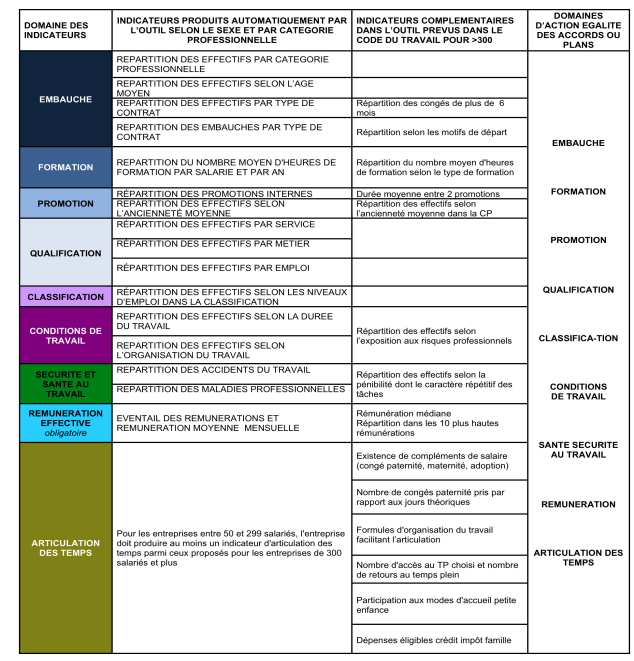 DOMAINE DES
INDICATEURS
INDICATEURS PRODUITS AUTOMATIQUEMENT PAR
L'OUTIL SELON LE SEXE ET PAR CATEGORIE
PROFESSIONNELLE
INDICATEURS COMPLEMENTAIRES
DANS L'OUTIL PREVUS DANS LE
CODE DU TRAVAIL POUR >300
DOMAINES
D'ACTION EGALITE
DES ACCORDS OU
PLANS
EMBAUCHE
REPARTITION DES EFFECTIFS PAR CATEGORIE
PROFESSIONNELLE
REPARTITION DES EFFECTIFS SELON L'AGE
MOYEN
REPARTITION DES EFFECTIFS PAR TYPE DE
CONTRAT
Répartition des congés de plus de 6
mois
REPARTITION DES EMBAUCHES PAR TYPE DE
CONTRAT
Répartition selon les motifs de départ
FORMATION
REPARTITION DU NOMBRE MOYEN D'HEURES DE
FORMATION PAR SALARIE ET PAR AN
Répartition du nombre moyen d'heures
de formation selon le type de formation
PROMOTION
RÉPARTITION DES PROMOTIONS INTERNES
Durée moyenne entre 2 promotions
REPARTITION DES EFFECTIFS SELON
L'ANCIENNETÉ MOYENNE
Répartition des effectifs selon
l'ancienneté moyenne dans la CP
QUALIFICATION
RÉPARTITION DES EFFECTIFS PAR SERVICE
RÉPARTITION DES EFFECTIFS PAR METIER
RÉPARTITION DES EFFECTIFS PAR EMPLOI
CLASSIFICATION
RÉPARTITION DES EFFECTIFS SELON LES NIVEAUX
D'EMPLOI DANS LA CLASSIFICATION
CONDITIONS DE
TRAVAIL
REPARTITION DES EFFECTIFS SELON LA DUREE
DU TRAVAIL
REPARTITION DES EFFECTIFS SELON
L'ORGANISATION DU TRAVAIL
Répartition des effectifs selon
l'exposition aux risques professionnels
SECURITE ET
SANTE AU
TRAVAIL
REPARTITION DES ACCIDENTS DU TRAVAIL
REPARTITION DES MALADIES PROFESSIONNELLES
Répartition des effectifs selon la
pénibilité dont le caractère répétitif des
tâches
REMUNERATION
EFFECTIVE
obligatoire
EVENTAIL DES REMUNERATIONS ET
REMUNERATION MOYENNE MENSUELLE
Rémunération médiane
Répartition dans les 10 plus hautes
rémunérations
ARTICULATION
DES TEMPS
Pour les entreprises entre 50 et 299 salariés, l'entreprise
doit produire au moins un indicateur d'articulation des
temps parmi ceux proposés pour les entreprises de 300
salariés et plus
Existence de compléments de salaire
(congé paternité, maternité, adoption)
Nombre de congés paternité pris par
rapport aux jours théoriques
Formules d'organisation du travail
facilitant l'articulation
Nombre d'accès au TP choisi et nombre
de retours au temps plein
Participation aux modes d'accueil petite
enfance
Dépenses éligibles crédit impôt famille
EMBAUCHE
FORMATION
PROMOTION
QUALIFICATION
CLASSIFICA-TION
CONDITIONS
DE TRAVAIL
SANTE SECURITE
AU TRAVAIL
REMUNERATION
ARTICULATION DES
TEMPS